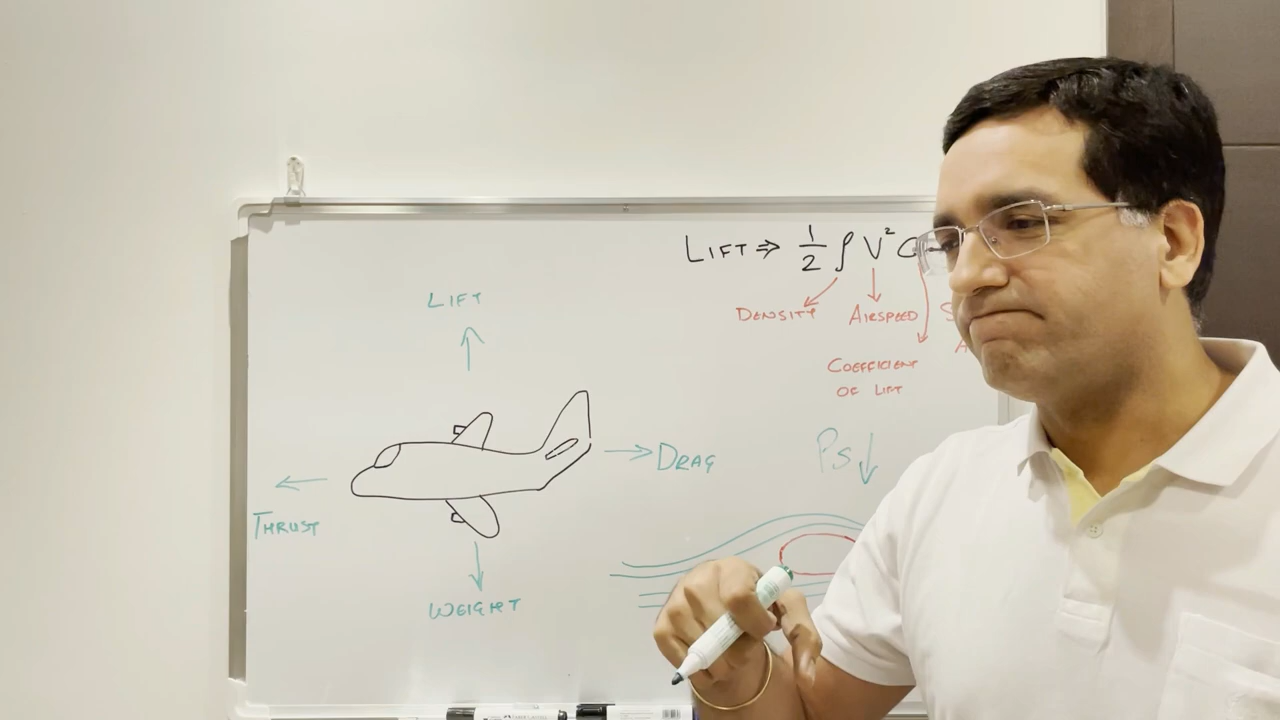 LIFT ⇒ 1/2 ρ V² C
DENSITY
AIRSPEED
COEFFICIENT
OF LIFT
LIFT
DRAG
THRUST
WEIGHT
PS ↓